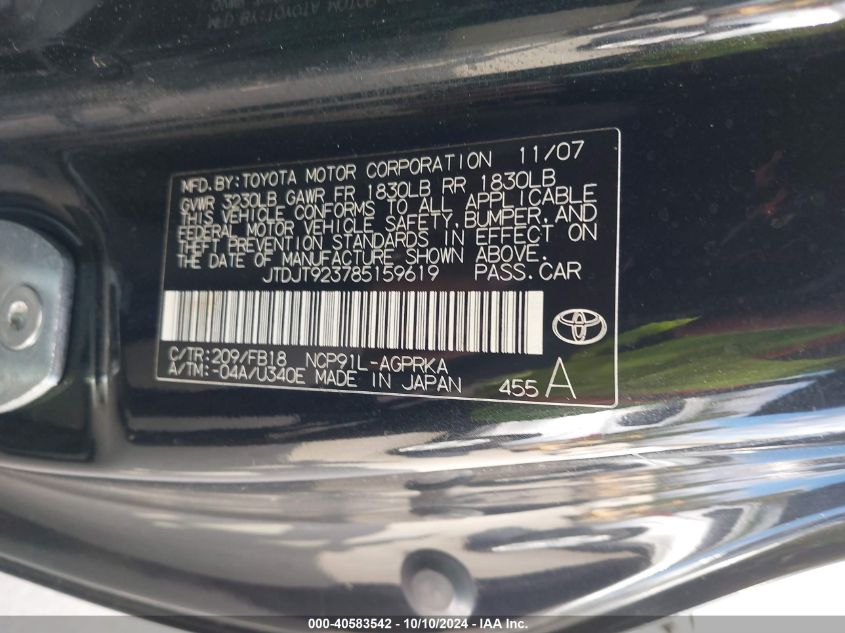 MFD. BY: TOYOTA MOTOR CORPORATION 11/07
GVWR 3230LB GAWR FR 1830LB RR 1830LB
THIS VEHICLE CONFORMS TO ALL APPLICABLE
FEDERAL MOTOR VEHICLE SAFETY, BUMPER, AND
THEFT PREVENTION STANDARDS IN EFFECT ON
THE DATE OF MANUFACTURE SHOWN ABOVE.
JTDJT923785159619 PASS. CAR
C/TR: 209/FB18 NCP91L-AGPRKA
A/TM: -04A/U340E MADE IN JAPAN 455 A
000-40583542 - 10/10/2024 - IAA Inc.